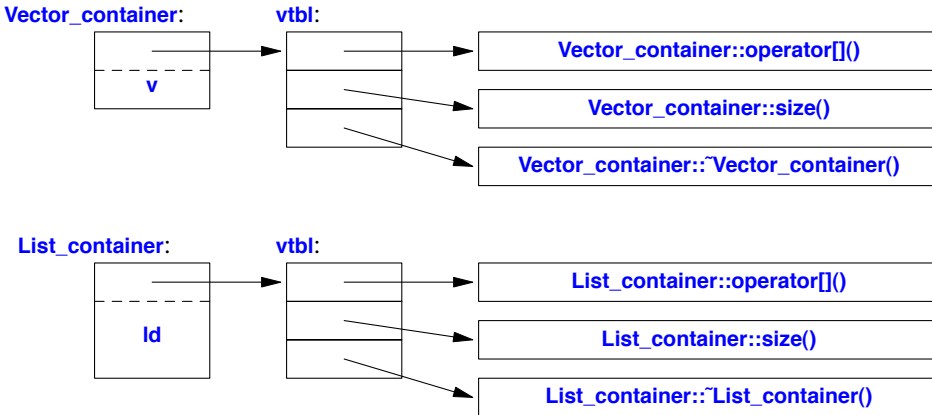 Vector_container: vtbl:
Vector_container::operator[]()
v
Vector_container::size()
Vector_container::˜Vector_container()
List_container: vtbl:
List_container::operator[]()
ld
List_container::size()
List_container::˜List_container()